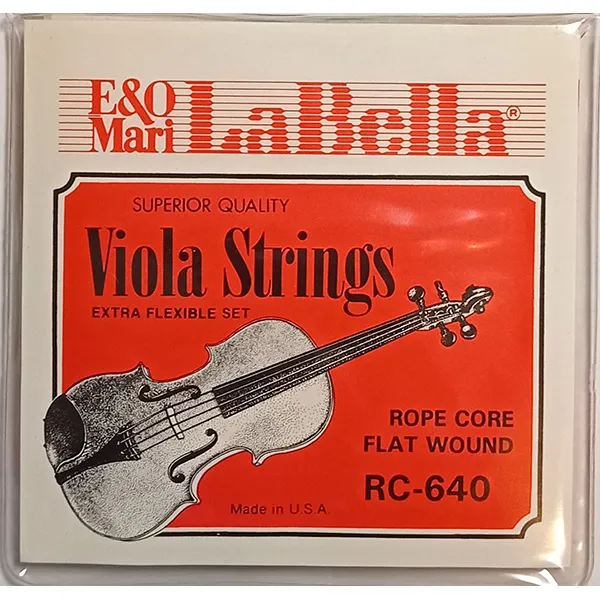 E&O
Mari
LaBella®
SUPERIOR QUALITY
Viola Strings
EXTRA FLEXIBLE SET
ROPE CORE
FLAT WOUND
RC-640
Made in U.S.A.